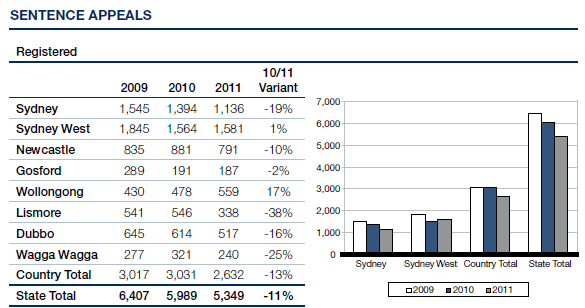 SENTENCE APPEALS
Registered
10/11
2009 2010 2011 Variant
Sydney 1,545 1,394 1,136 -19%
Sydney West 1,845 1,564 1,581 1%
Newcastle 835 881 791 -10%
Gosford 289 191 187 -2%
Wollongong 430 478 559 17%
Lismore 541 546 338 -38%
Dubbo 645 614 517 -16%
Wagga Wagga 277 321 240 -25%
Country Total 3,017 3,031 2,632 -13%
State Total 6,407 5,989 5,349 -11%
7,000
6,000
5,000
4,000
3,000
2,000
1,000
0
Sydney Sydney West Country Total State Total
2009 2010 2011